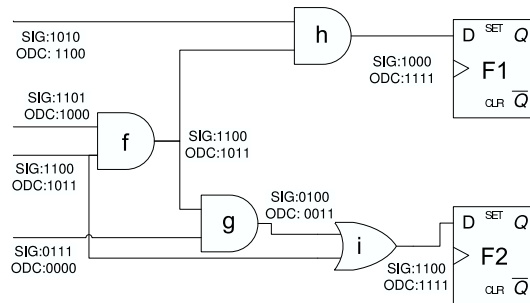 SIG:1010
ODC: 1100
h
D SET Q
F1
CLR Q
SIG:1000
ODC:1111
SIG:1101
ODC:1000
f
SIG:1100
ODC:1011
SIG:1100
ODC:1011
g
SIG:0100
ODC: 0011
SIG:0111
ODC:0000
i
SIG:1100
ODC:1111
D SET Q
F2
CLR Q